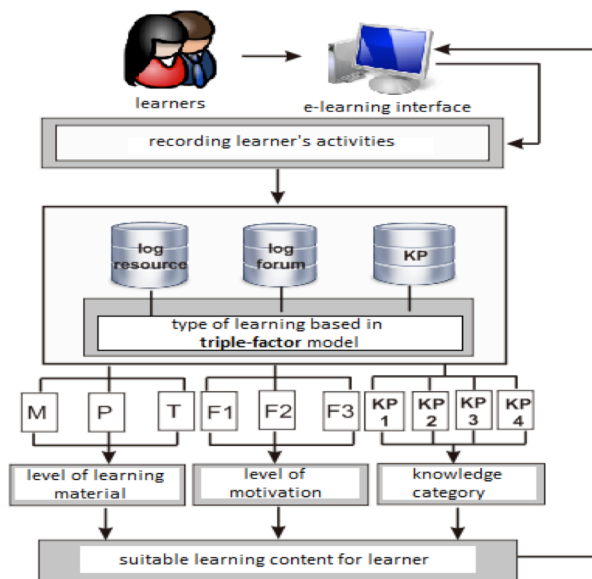 learners
e-learning interface
recording learner's activities
log
resource
log
forum
KP
type of learning based in
triple-factor model
M
P
T
F1
F2
F3
KP
1
KP
2
KP
3
KP
4
level of learning
material
level of
motivation
knowledge
category
suitable learning content for learner